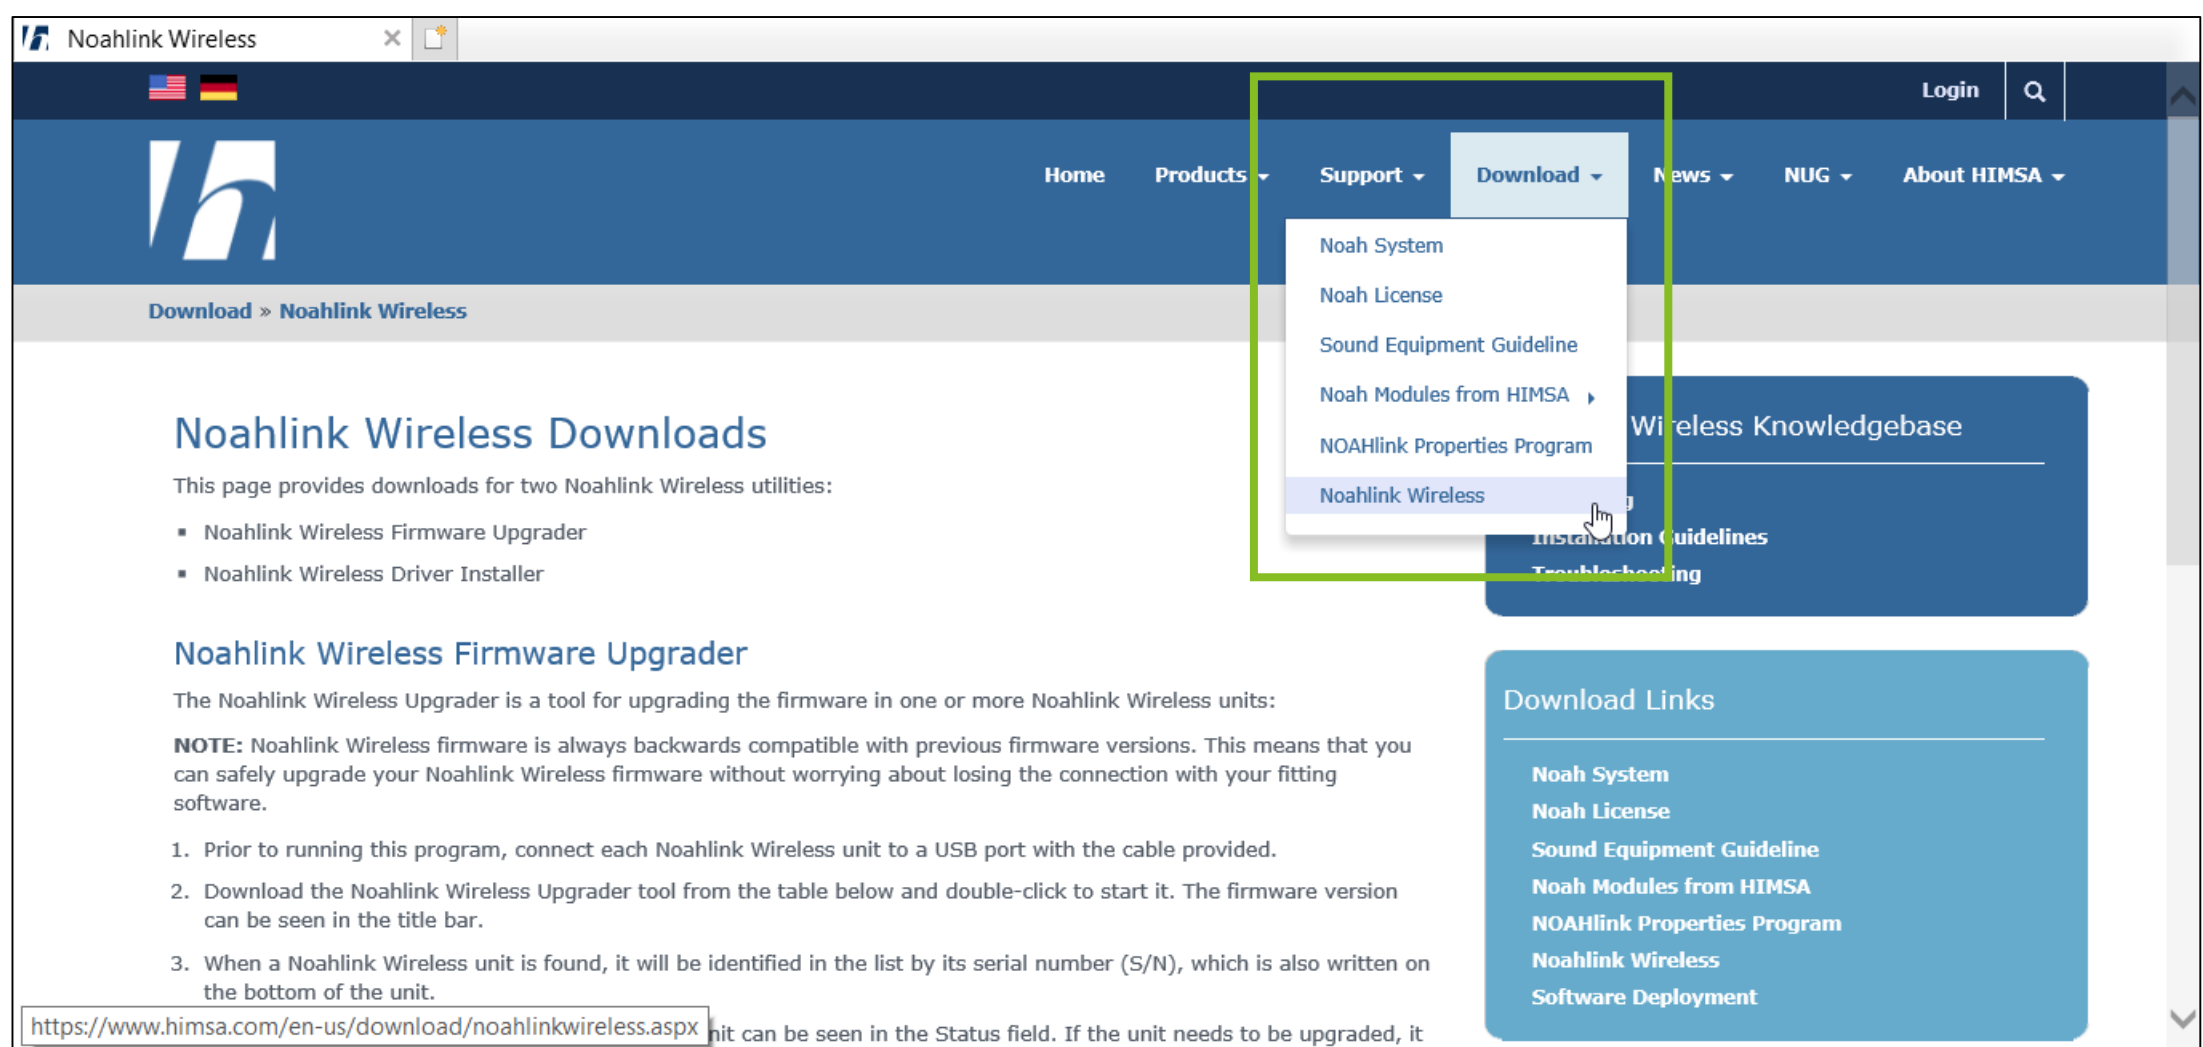 Noahlink Wireless
Login
Home Products Support Download News NUG About HIMSA
Noah System
Noah License
Sound Equipment Guideline
Noah Modules from HIMSA
NOAHlink Properties Program
Noahlink Wireless
Download » Noahlink Wireless
Noahlink Wireless Downloads
This page provides downloads for two Noahlink Wireless utilities:
▪ Noahlink Wireless Firmware Upgrader
▪ Noahlink Wireless Driver Installer
Noahlink Wireless Firmware Upgrader
The Noahlink Wireless Upgrader is a tool for upgrading the firmware in one or more Noahlink Wireless units:
NOTE: Noahlink Wireless firmware is always backwards compatible with previous firmware versions. This means that you
can safely upgrade your Noahlink Wireless firmware without worrying about losing the connection with your fitting
software.
1. Prior to running this program, connect each Noahlink Wireless unit to a USB port with the cable provided.
2. Download the Noahlink Wireless Upgrader tool from the table below and double-click to start it. The firmware version
can be seen in the title bar.
3. When a Noahlink Wireless unit is found, it will be identified in the list by its serial number (S/N), which is also written on
the bottom of the unit.
can be seen in the Status field. If the unit needs to be upgraded, it
https://www.himsa.com/en-us/download/noahlinkwireless.aspx
Wireless Knowledgebase
Installation Guidelines
Troubleshooting
Download Links
Noah System
Noah License
Sound Equipment Guideline
Noah Modules from HIMSA
NOAHlink Properties Program
Noahlink Wireless
Software Deployment